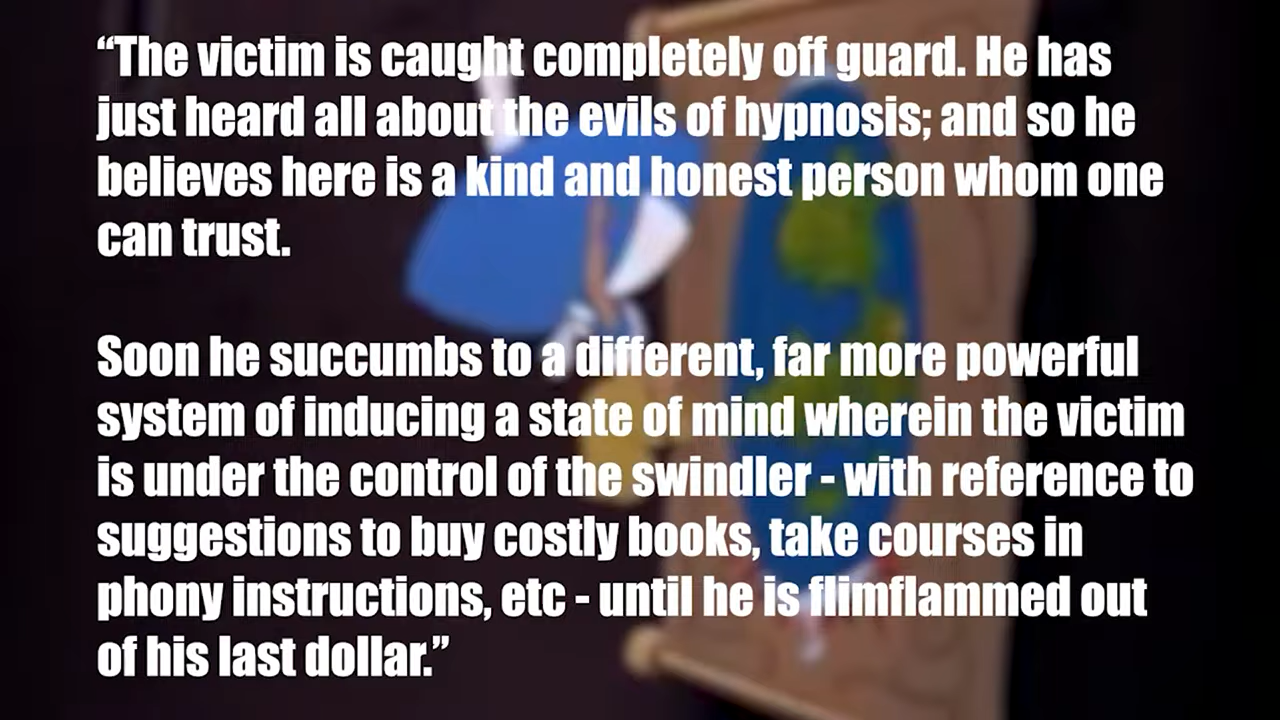 “The victim is caught completely off guard. He has
just heard all about the evils of hypnosis; and so he
believes here is a kind and honest person whom one
can trust.
Soon he succumbs to a different, far more powerful
system of inducing a state of mind wherein the victim
is under the control of the swindler - with reference to
suggestions to buy costly books, take courses in
phony instructions, etc - until he is flimflammed out
of his last dollar.”